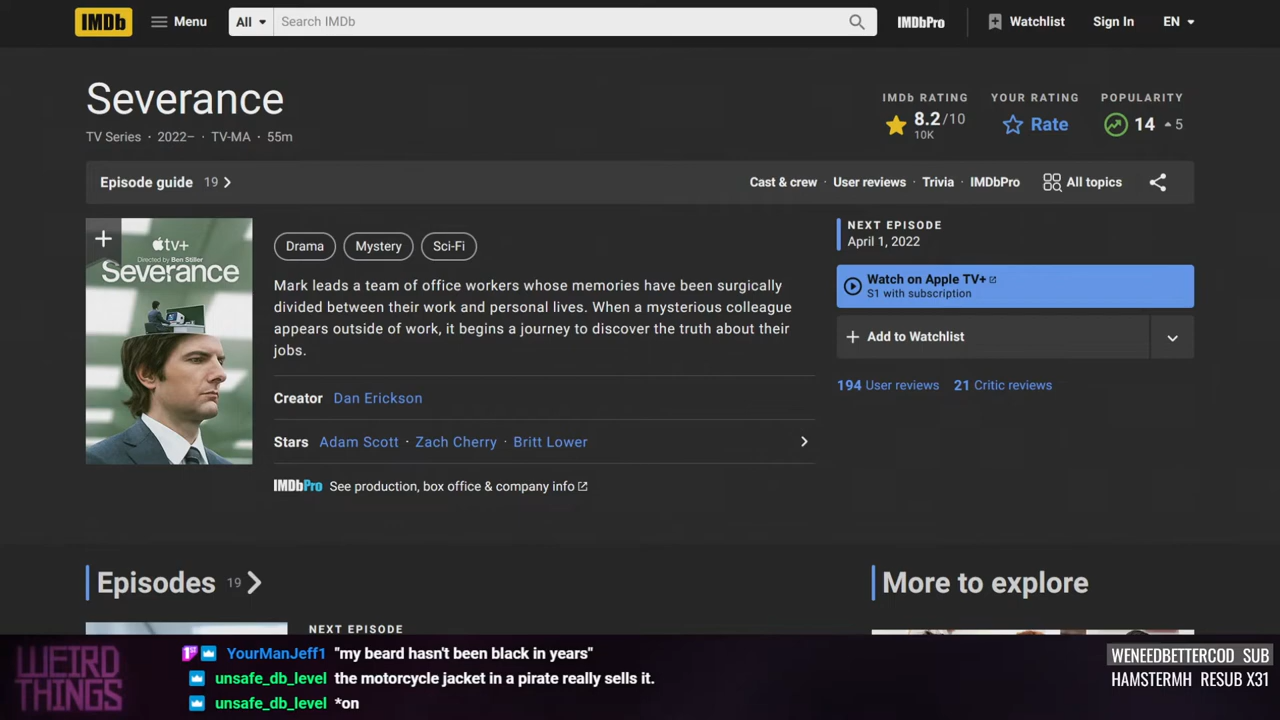 IMDb
Menu
All
Search IMDb
IMDbPro
Watchlist
Sign In
EN
Severance
TV Series · 2022– · TV-MA · 55m
IMDb RATING
8.2/10
10K
YOUR RATING
Rate
POPULARITY
14
5
Episode guide 19
Cast & crew · User reviews · Trivia · IMDbPro
All topics
tv+
Directed by Ben Stiller
Severance
Drama
Mystery
Sci-Fi
Mark leads a team of office workers whose memories have been surgically
divided between their work and personal lives. When a mysterious colleague
appears outside of work, it begins a journey to discover the truth about their
jobs.
Creator Dan Erickson
Stars Adam Scott · Zach Cherry · Britt Lower
IMDbPro See production, box office & company info
NEXT EPISODE
April 1, 2022
Watch on Apple TV+
S1 with subscription
Add to Watchlist
194 User reviews 21 Critic reviews
Episodes 19
More to explore
NEXT EPISODE
WEIRD
THINGS
YourManJeff1 "my beard hasn't been black in years"
unsafe_db_level the motorcycle jacket in a pirate really sells it.
unsafe_db_level *on
WENEEDBETTERCOD SUB
HAMSTERMH RESUB X31